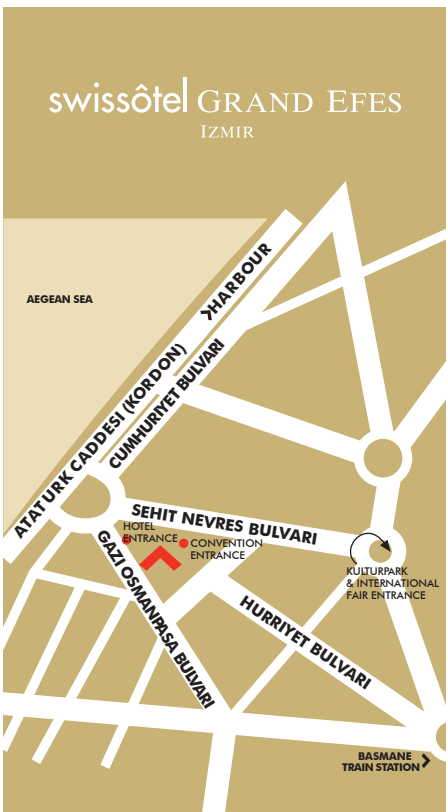 swissôtel GRAND EFES
IZMIR
AEGEAN SEA
HARBOUR
ATATURK CADDESI (KORDON)
CUMHURIYET BULVARI
SEHIT NEVRES BULVARI
HOTEL
ENTRANCE
CONVENTION
ENTRANCE
GAZI OSMANPASA BULVARI
KULTURPARK
& INTERNATIONAL
FAIR ENTRANCE
HURRIYET BULVARI
BASMANE
TRAIN STATION